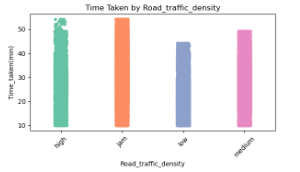 Time Taken by Road_traffic_density
Time_taken(min)
50
40
30
20
10
high
jam
low
medium
Road_traffic_density